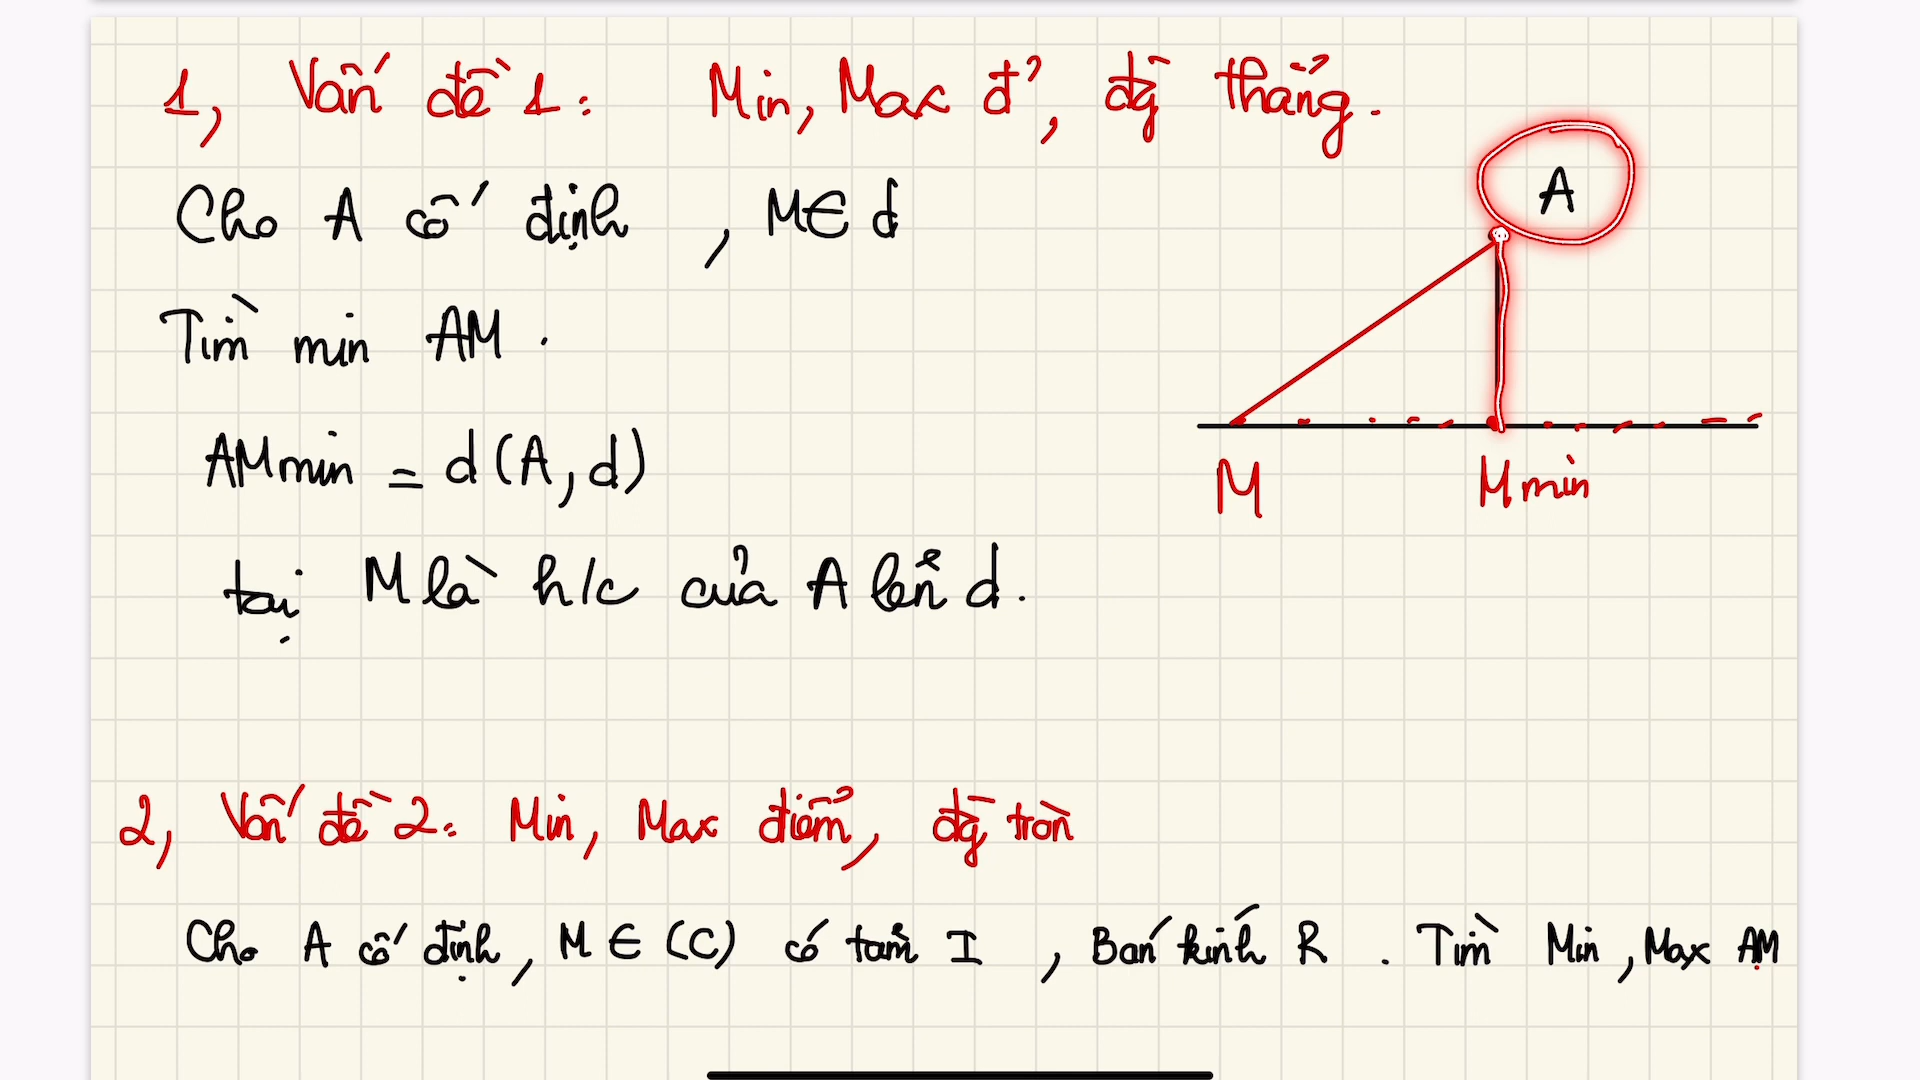 1, Vấn đề 1: Min, Max đ', đg thẳng.
Cho A cố định, M ∈ d
Tìm min AM.
AMmin = d(A, d)
tại M là h/c của A lên d.
A
M
Mmin
2, Vấn đề 2: Min, Max điểm, đg tròn
Cho A cố định, M ∈ (C) có tâm I, Bán kính R. Tìm Min, Max AM